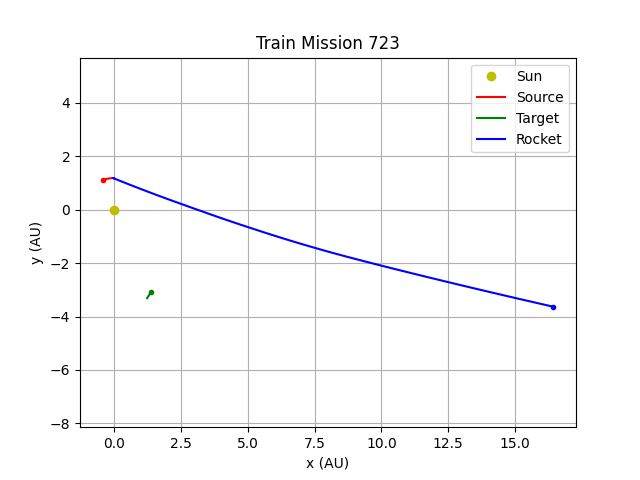 Train Mission 723
Sun
Source
Target
Rocket
4
2
0
−2
−4
−6
−8
y (AU)
0.0 2.5 5.0 7.5 10.0 12.5 15.0
x (AU)